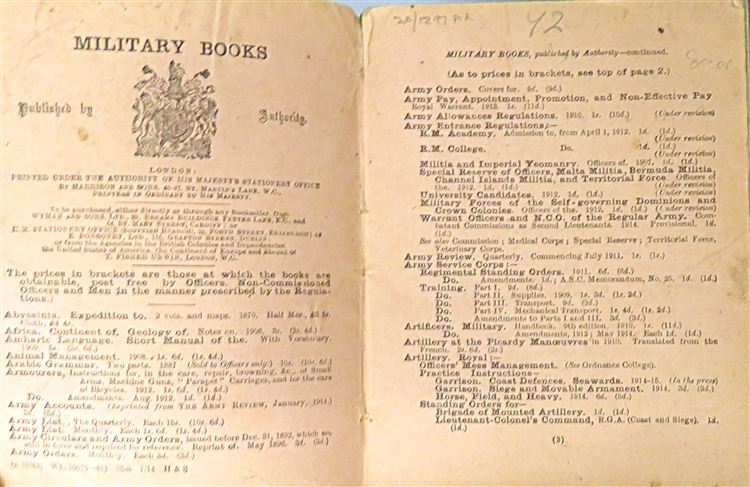 MILITARY BOOKS
Published by Authority.
LONDON:
PRINTED UNDER THE AUTHORITY OF HIS MAJESTY'S STATIONERY OFFICE
BY HARRISON AND SONS, 45-47, ST. MARTIN'S LANE, W.C.,
PRINTERS IN ORDINARY TO HIS MAJESTY.
To be purchased, either directly or through any Bookseller, from
WYMAN AND SONS, LTD., 29, BREAMS BUILDINGS, FETTER LANE, E.C., and
54, ST. MARY STREET, CARDIFF; or
H.M. STATIONERY OFFICE (SCOTTISH BRANCH), 23, FORTH STREET, EDINBURGH; or
E. PONSONBY, LTD., 116, GRAFTON STREET, DUBLIN
or from the Agencies in the British Colonies and Dependencies,
the United States of America, the Continent of Europe and Abroad of
T. FISHER UNWIN, LONDON, W.C.
(The prices in brackets are those at which the books are
obtainable, post free by Officers, Non-Commissioned
Officers and Men in the manner prescribed by the Regula-
tions.)
Abyssinia. Expedition to. 2 vols. and maps. 1870. Half Mor.,
Cloth,
Africa. Continent of. Geology of. Notes on. 1906. 3s. (2s. 4d.)
Amharic Language. Short Manual of the. With Vocabulary.
1909. 5s. (3s. 6d.)
Animal Management. 1908. 1s. 6d. (1s. 4d.)
Arabic Grammar. Two parts. 1887 (Sold to Officers only.) 10s. (10s. 6d.)
Armourers, Instructions for, in the care, repair, browning, &c., of Small
Arms, Machine Guns, "Parapet" Carriages, and for the care
of Bicycles. 1912. 1s. 6d. (1s. 4d.)
Do. Amendments. Aug. 1912. 1d. (1d.)
Army Accounts. (Reprinted from THE ARMY REVIEW, January, 1914.)
3d. (3d.)
Army List. The Quarterly. Each 15s. (10s. 6d.)
Army List. Monthly. Each 1s. 6d. (1s. 4d.)
Army Circulars and Army Orders, issued before Dec. 31, 1892, which are
still in force and required for reference. Reprint of. May 1896. 3d. (3d.)
Army Orders. Monthly. Each 3d. (3d.)
35m 7/14 H & S
42
MILITARY BOOKS, published by Authority—continued.
(As to prices in brackets, see top of page 2.)
Army Orders. Covers for. 9d. (9d.)
Army Pay, Appointment, Promotion, and Non-Effective Pay
Royal Warrant. 1913. 1s. (11d.)
Army Allowances Regulations. 1910. 1s. (10d.) (Under revision)
Army Entrance Regulations:—
R.M. Academy. Admission to, from April 1, 1912. 1d. (1d.)
(Under revision)
R.M. College. Do. 1d. (1d.)
(Under revision)
Militia and Imperial Yeomanry. Officers of. 1907. 1d. (1d.)
Special Reserve of Officers, Malta Militia, Bermuda Militia,
Channel Islands Militia, and Territorial Force. Officers of
the. 1912. 1d. (1d.) (Under revision)
University Candidates. 1912. 1d. (1d.) (Under revision)
Military Forces of the Self-governing Dominions and
Crown Colonies. Officers of the. 1912. 1d. (1d.) (Under revision)
Warrant Officers and N.C.O. of the Regular Army. Com-
batant Commissions as Second Lieutenants. 1914. Provisional. 1d.
(1d.)
See also Commission; Medical Corps; Special Reserve; Territorial Force,
Veterinary Corps.
Army Review. Quarterly. Commencing July 1911. 1s. (1s.)
Army Service Corps:—
Regimental Standing Orders. 1911. 6d. (6d.)
Do. Amendments. 1d.; A.S.C. Memorandum, No. 25. 1d. (1d.)
Training. Part I. 9d. (8d.)
Do. Part II. Supplies. 1909. 1s. 3d. (1s. 2d.)
Do. Part III. Transport. 9d. (9d.)
Do. Part IV. Mechanical Transport. 1s. 4d. (1s. 2d.)
Do. Amendments to Parts I and III. 3d. (3d.)
Artificers, Military. Handbook. 9th edition. 1910. 1s. (11d.)
Do. Amendments, 1912; May 1914. Each 1d. (1d.)
Artillery at the Picardy Manœuvres in 1910. Translated from the
French. 2s. 6d. (2s.)
Artillery, Royal:—
Officers' Mess Management. (See Ordnance College).
Practice Instructions—
Garrison. Coast Defences, Seawards. 1914-15. (In the press)
Garrison. Siege and Movable Armament. 1914. 3d. (3d.)
Horse, Field, and Heavy. 1914. 6d. (5d.)
Standing Orders for—
Brigade of Mounted Artillery. 1d. (1d.)
Lieutenant-Colonel's Command, R.G.A. (Coast and Siege). 1d.
(1d.)
(3)